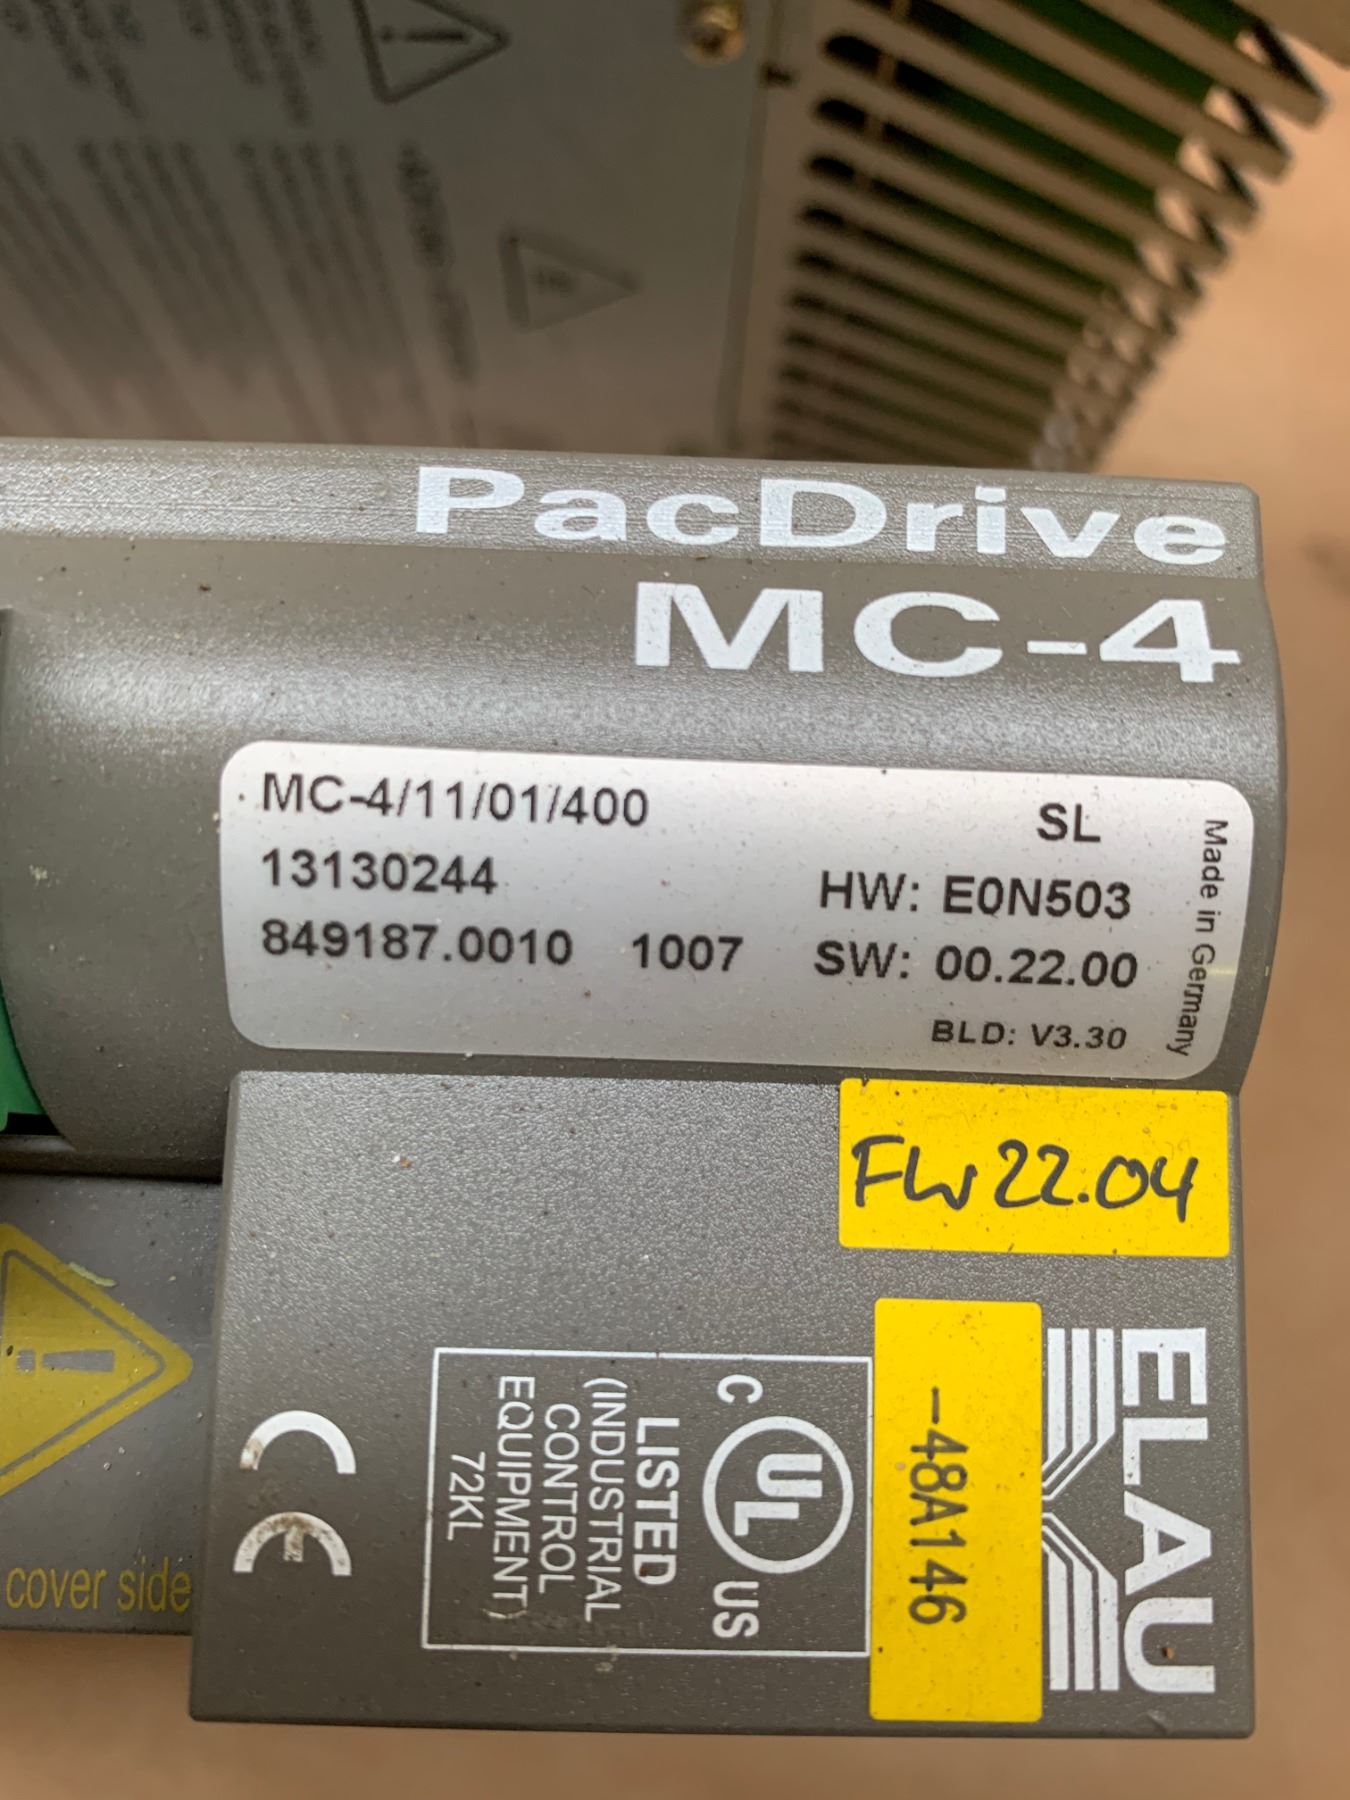 PacDrive
MC-4
MC-4/11/01/400
SL
13130244
HW: E0N503
849187.0010 1007
SW: 00.22.00
BLD: V3.30
Made in Germany
FW 22.04
ELAU
-48A146
C UL US
LISTED
(INDUSTRIAL
CONTROL
EQUIPMENT)
72KL
CE
cover side